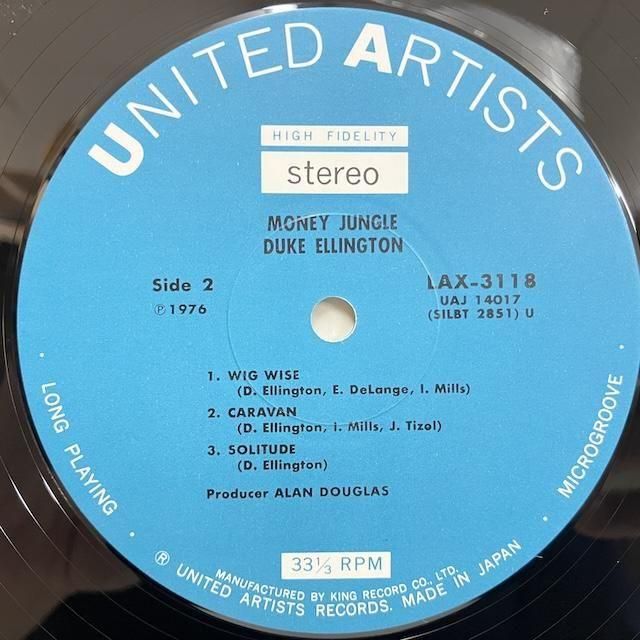 UNITED ARTISTS
HIGH FIDELITY
stereo
MONEY JUNGLE
DUKE ELLINGTON
Side 2
℗ 1976
LAX-3118
UAJ 14017
(SILBT 2851) U
1. WIG WISE
(D. Ellington, E. DeLange, I. Mills)
2. CARAVAN
(D. Ellington, I. Mills, J. Tizol)
3. SOLITUDE
(D. Ellington)
Producer ALAN DOUGLAS
· LONG PLAYING ·
· MICROGROOVE ·
33⅓ RPM
MANUFACTURED BY KING RECORD CO., LTD.
® UNITED ARTISTS RECORDS. MADE IN JAPAN